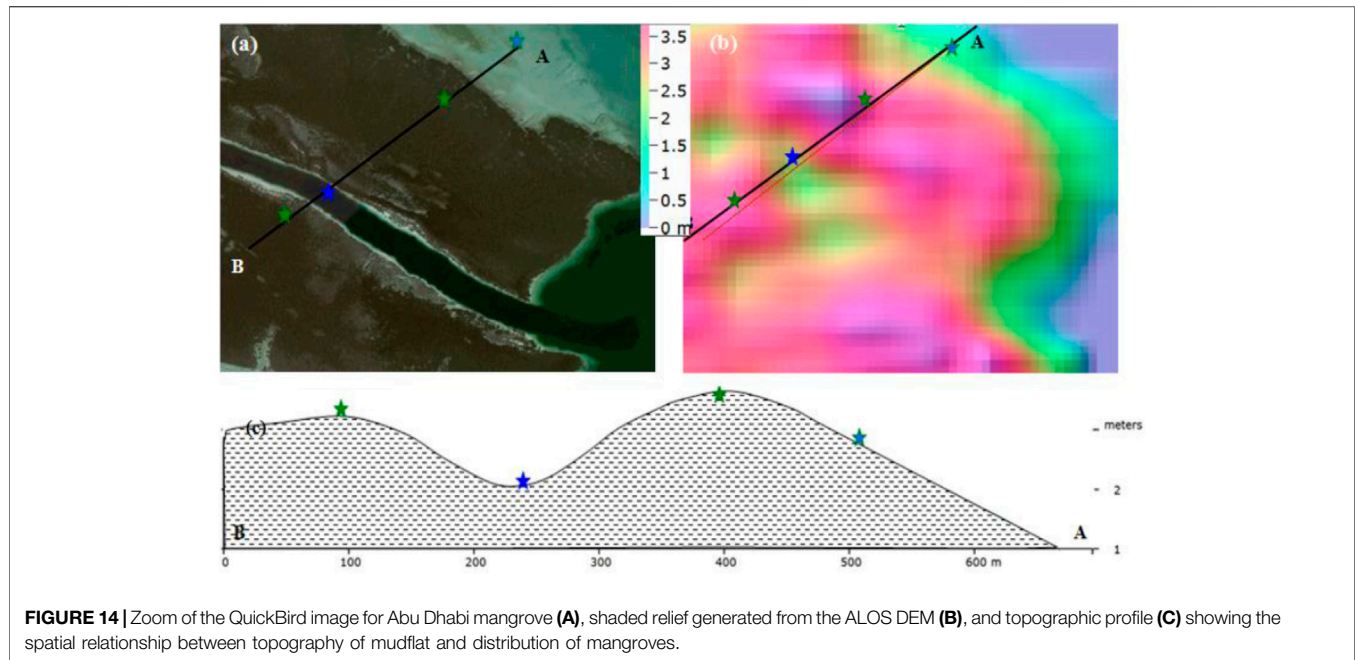 (a)
A
B
3.5
3
2.5
2
1.5
1
0.5
0 m
(b)
A
B
(c)
meters
2
1
B
A
0
100
200
300
400
500
600 m
FIGURE 14 | Zoom of the QuickBird image for Abu Dhabi mangrove (A), shaded relief generated from the ALOS DEM (B), and topographic profile (C) showing the
spatial relationship between topography of mudflat and distribution of mangroves.